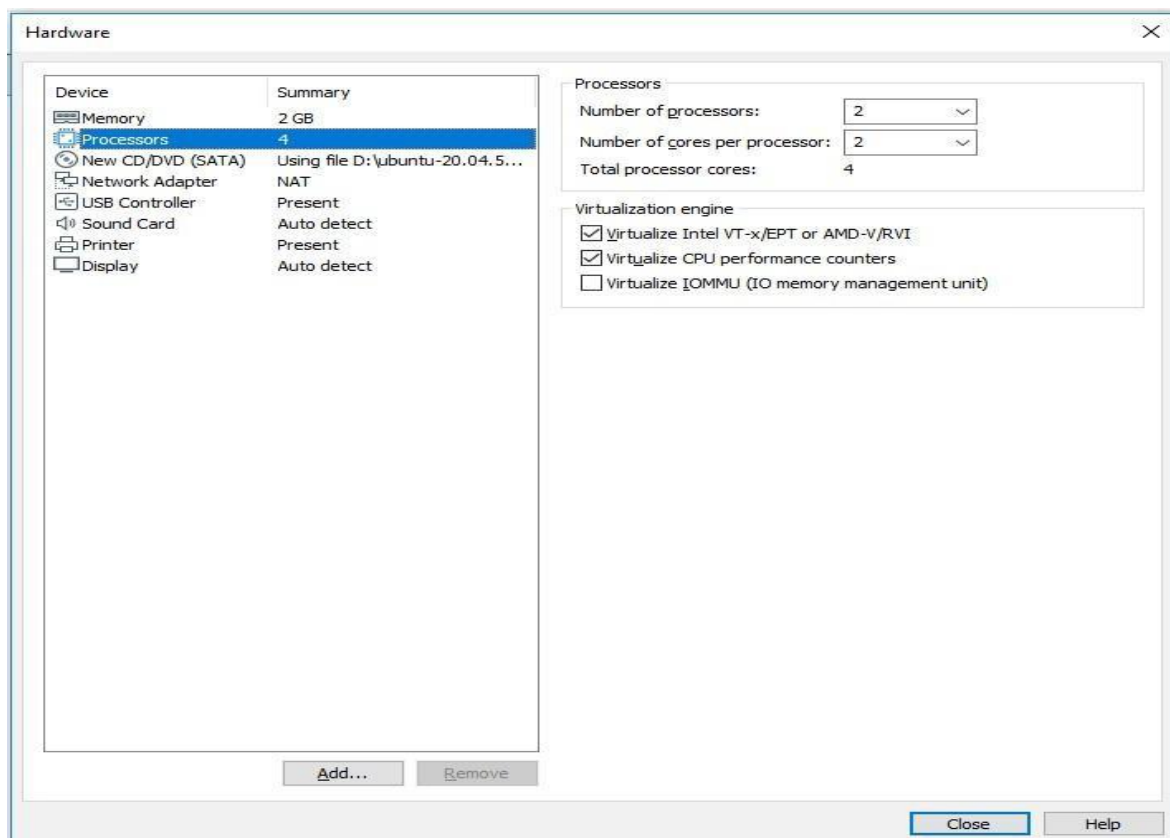 Hardware
Device Summary
Memory 2 GB
Processors 4
New CD/DVD (SATA) Using file D:\ubuntu-20.04.5...
Network Adapter NAT
USB Controller Present
Sound Card Auto detect
Printer Present
Display Auto detect
Add... Remove
Processors
Number of processors: 2
Number of cores per processor: 2
Total processor cores: 4
Virtualization engine
Virtualize Intel VT-x/EPT or AMD-V/RVI
Virtualize CPU performance counters
Virtualize IOMMU (IO memory management unit)
Close Help